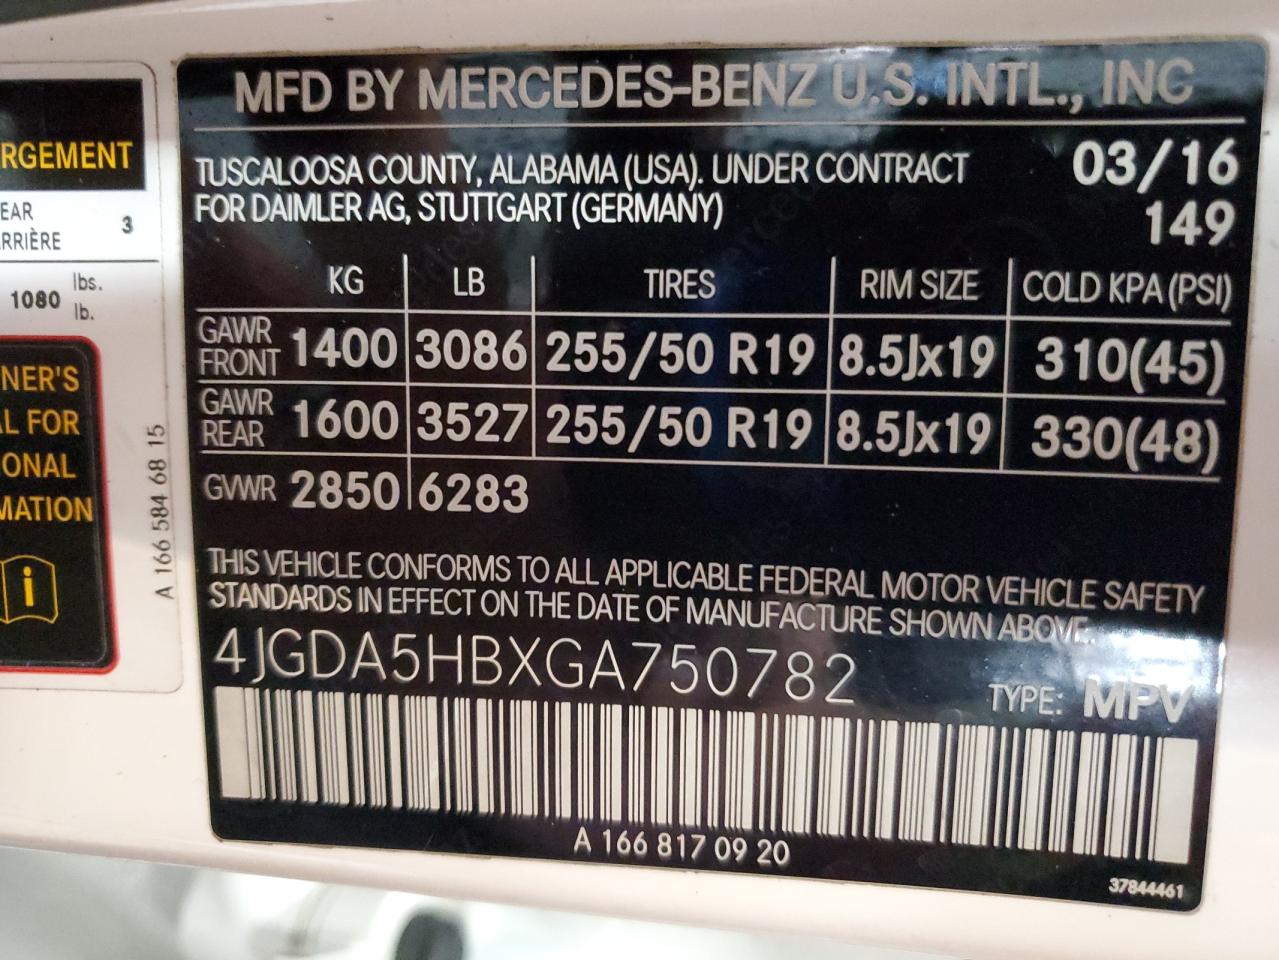 RGEMENT
EAR
RRIÈRE
3
1080 lbs.
lb.
NER'S
L FOR
ONAL
MATION
i
A 166 584 68 15
MFD BY MERCEDES-BENZ U.S. INTL., INC
TUSCALOOSA COUNTY, ALABAMA (USA). UNDER CONTRACT 03/16
FOR DAIMLER AG, STUTTGART (GERMANY) 149
KG LB TIRES RIM SIZE COLD KPA (PSI)
GAWR FRONT 1400 3086 255/50 R19 8.5Jx19 310(45)
GAWR REAR 1600 3527 255/50 R19 8.5Jx19 330(48)
GVWR 2850 6283
THIS VEHICLE CONFORMS TO ALL APPLICABLE FEDERAL MOTOR VEHICLE SAFETY
STANDARDS IN EFFECT ON THE DATE OF MANUFACTURE SHOWN ABOVE.
4JGDA5HBXGA750782 TYPE: MPV
A 166 817 09 20
37844461